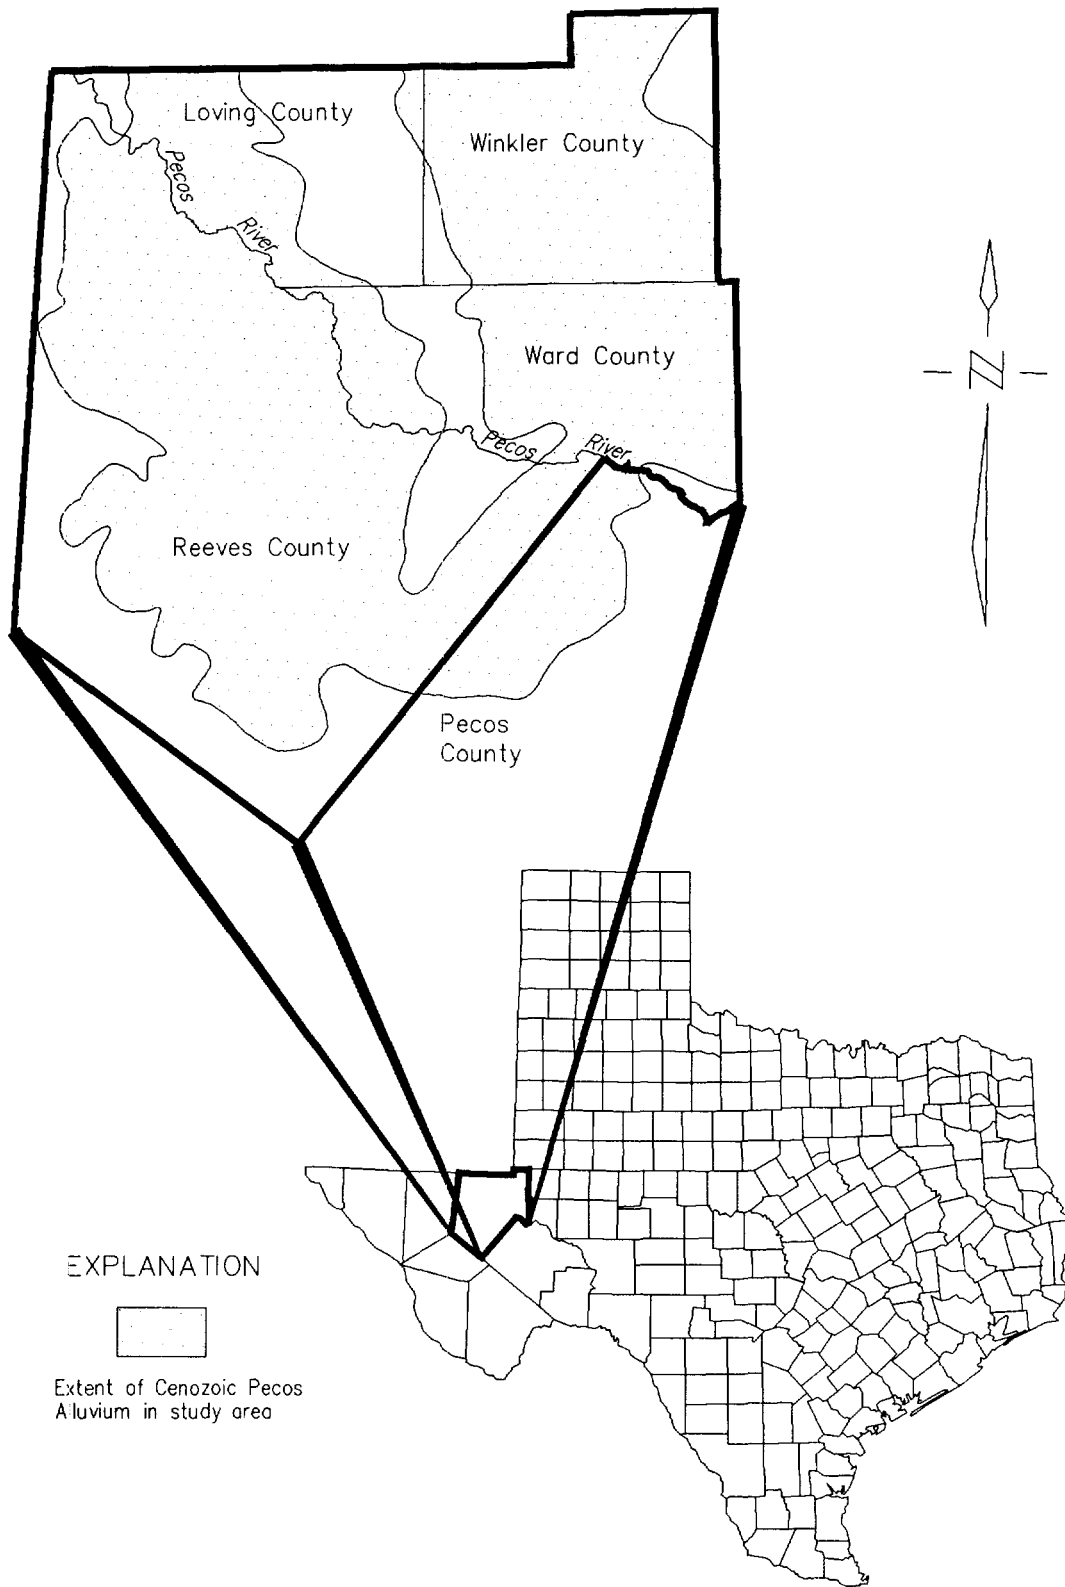 Loving County
Winkler County
Pecos
River
Ward County
Pecos
River
Reeves County
Pecos
County
N
EXPLANATION
Extent of Cenozoic Pecos
Alluvium in study area